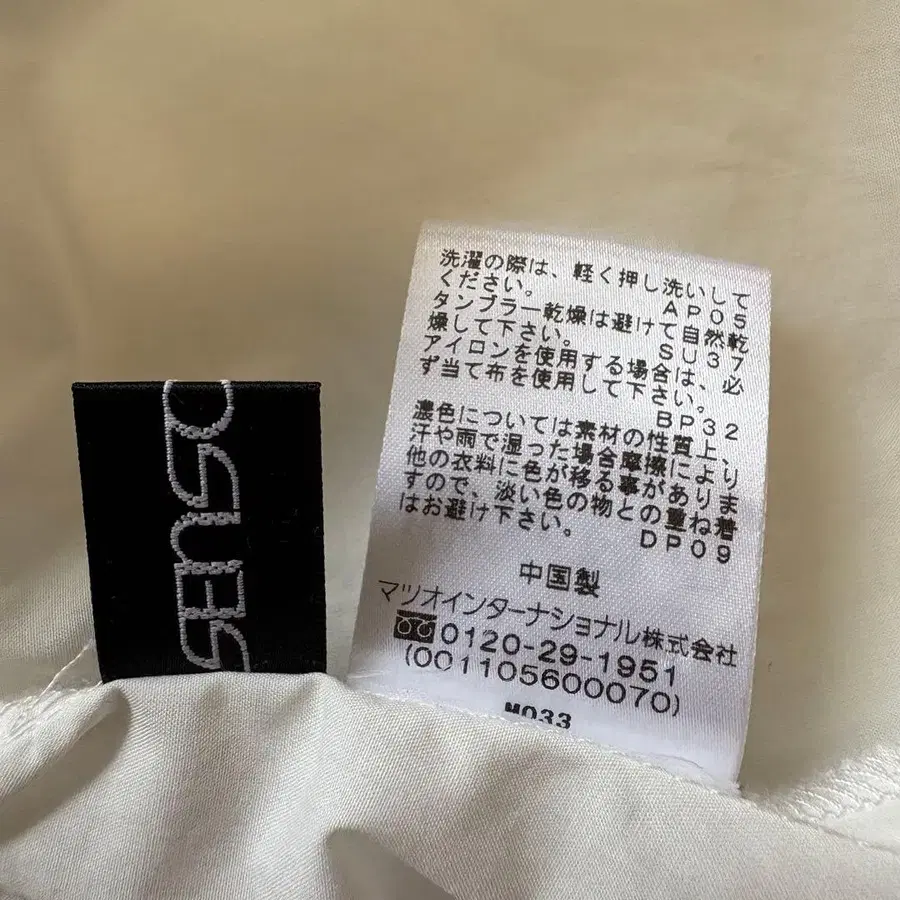 SENSO
洗濯の際は、軽く押し洗いして
ください。 AP05
タンブラー乾燥は避けて自然乾
燥して下さい。 SU37
アイロンを使用する場合は、必
ず当て布を使用して下さい。
BP32
濃色については素材の性質上、
汗や雨で湿った場合摩擦により
他の衣料に色が移る事がありま
すので、淡い色の物との重ね着
はお避け下さい。 DP09
中国製
マツオインターナショナル株式会社
0120-29-1951
(001105600070)
M033